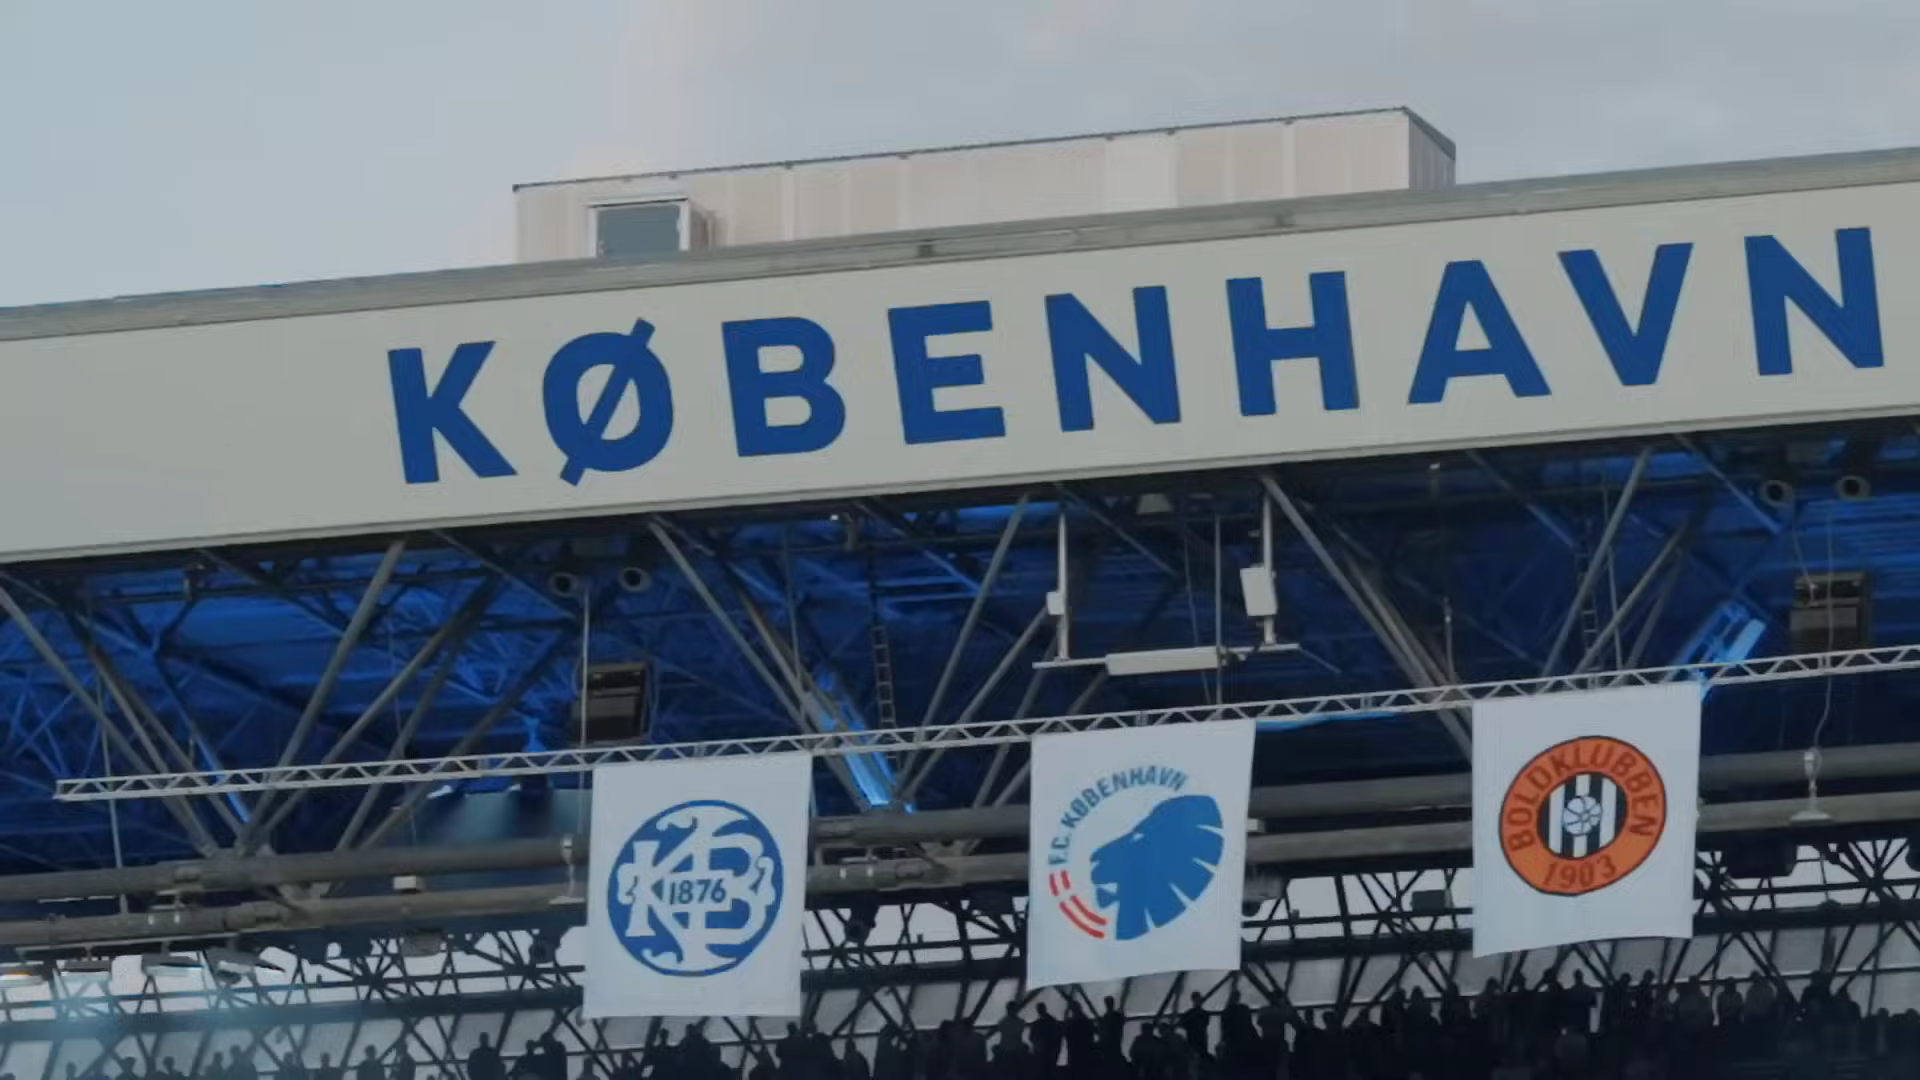 KØBENHAVN
KB
1876
F.C. KØBENHAVN
BOLDKLUBBEN
1903